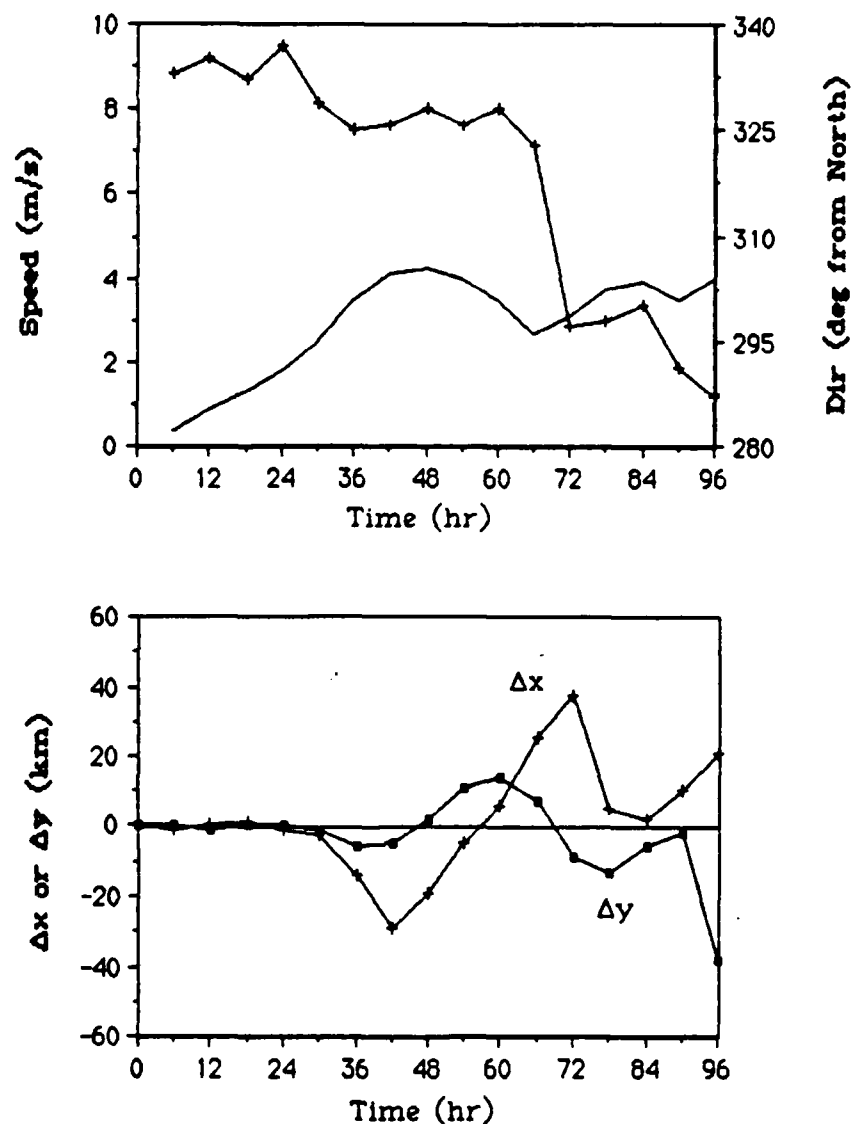 10
8
6
4
2
0
Speed (m/s)
340
325
310
295
280
Dir (deg from North)
0 12 24 36 48 60 72 84 96
Time (hr)
60
40
20
0
-20
-40
-60
Δx or Δy (km)
Δx
Δy
0 12 24 36 48 60 72 84 96
Time (hr)